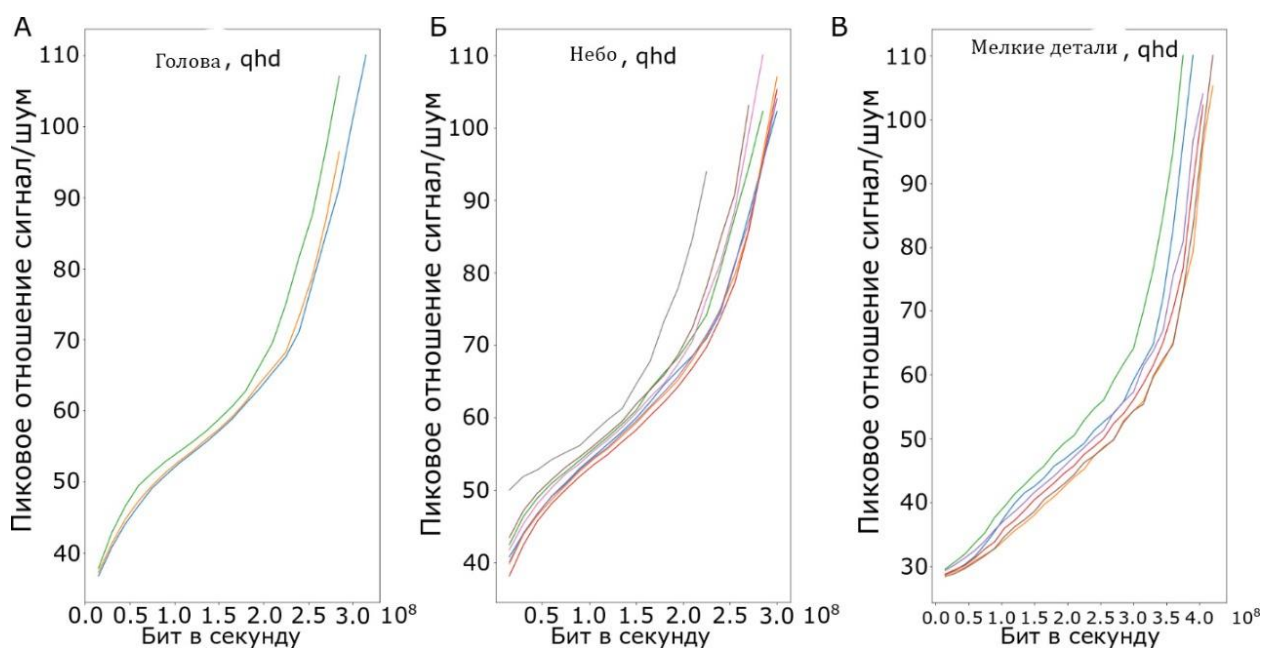 А
Голова, qhd
Пиковое отношение сигнал/шум
110
100
90
80
70
60
50
40
0.0 0.5 1.0 1.5 2.0 2.5 3.0 10⁸
Бит в секунду
Б
Небо, qhd
Пиковое отношение сигнал/шум
110
100
90
80
70
60
50
40
0.5 1.0 1.5 2.0 2.5 3.0 10⁸
Бит в секунду
В
Мелкие детали, qhd
Пиковое отношение сигнал/шум
110
100
90
80
70
60
50
40
30
0.0 0.5 1.0 1.5 2.0 2.5 3.0 3.5 4.0 10⁸
Бит в секунду